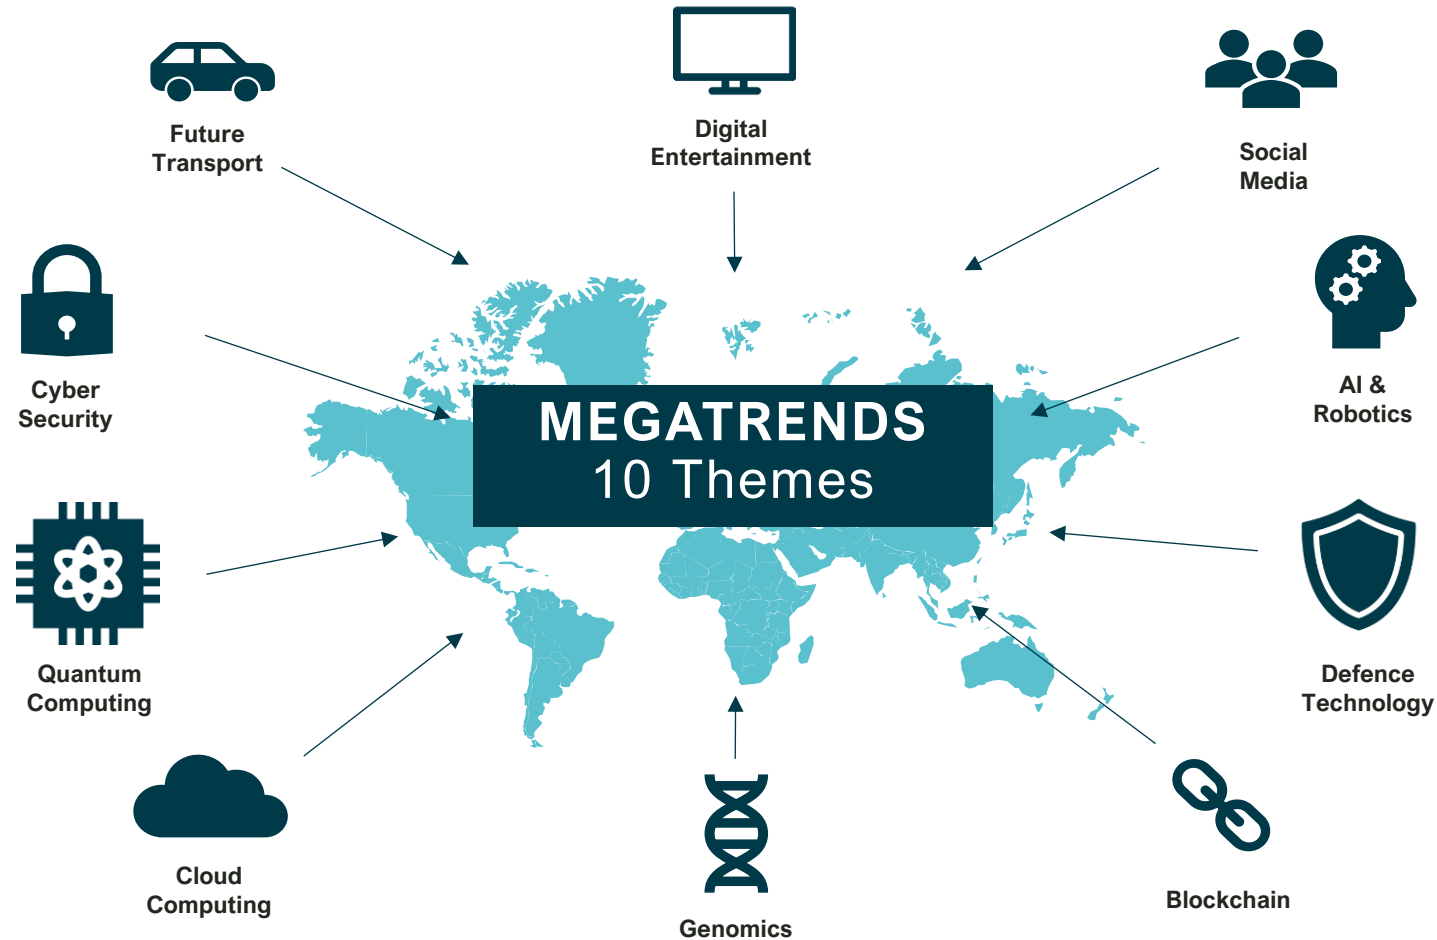 Future
Transport
Digital
Entertainment
Social
Media
Cyber
Security
AI &
Robotics
MEGATRENDS
10 Themes
Quantum
Computing
Defence
Technology
Cloud
Computing
Genomics
Blockchain